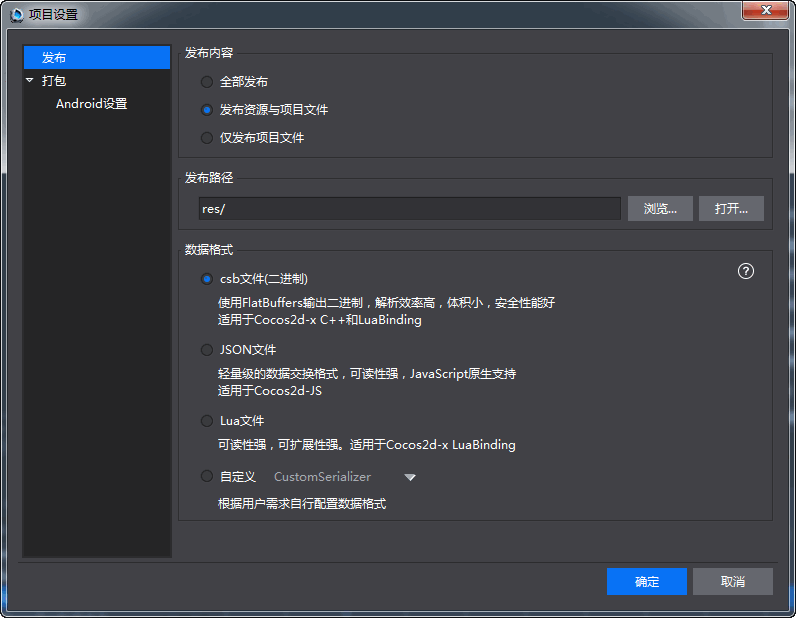 项目设置
发布
打包
Android设置
发布内容
全部发布
发布资源与项目文件
仅发布项目文件
发布路径
res/
浏览...
打开...
数据格式
?
csb文件(二进制)
使用FlatBuffers输出二进制，解析效率高，体积小，安全性能好
适用于Cocos2d-x C++和LuaBinding
JSON文件
轻量级的数据交换格式，可读性强，JavaScript原生支持
适用于Cocos2d-JS
Lua文件
可读性强，可扩展性强。适用于Cocos2d-x LuaBinding
自定义 CustomSerializer
根据用户需求自行配置数据格式
确定
取消